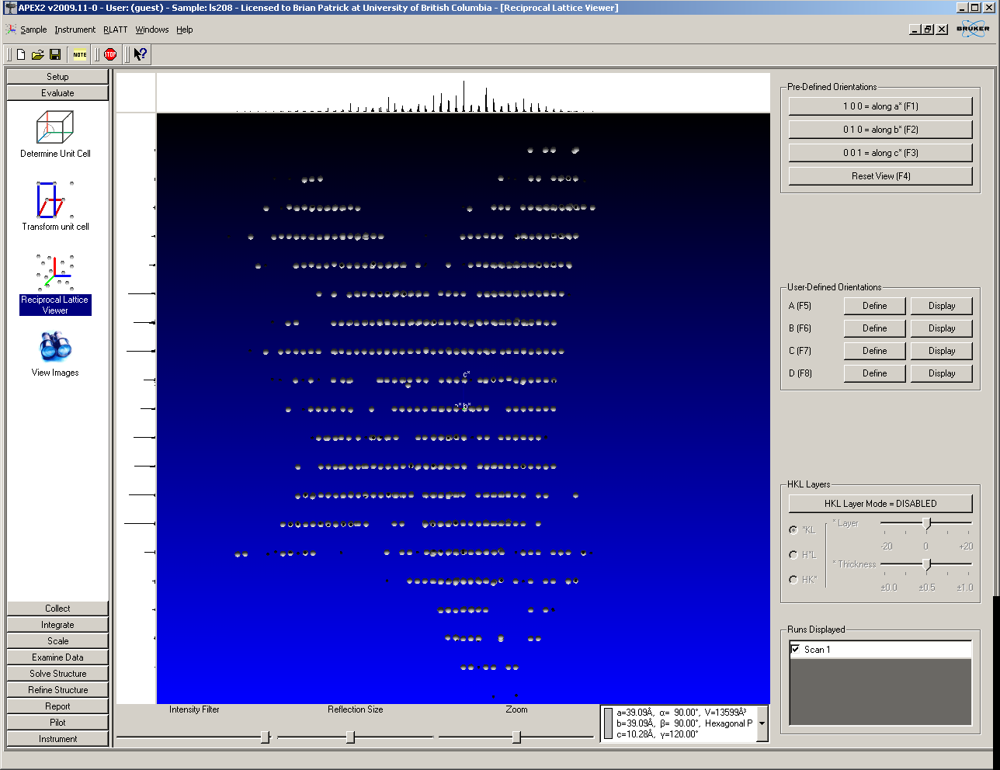 APEX2 v2009.11-0 - User: (guest) - Sample: ls208 - Licensed to Brian Patrick at University of British Columbia - [Reciprocal Lattice Viewer]
Sample Instrument RLATT Windows Help
BRUKER
NOTE STOP
Setup
Evaluate
Determine Unit Cell
Transform unit cell
Reciprocal Lattice
Viewer
View Images
Collect
Integrate
Scale
Examine Data
Solve Structure
Refine Structure
Report
Pilot
Instrument
c*
a* b*
Intensity Filter Reflection Size Zoom
a=39.09Å, α= 90.00°, V=13599Å³
b=39.09Å, β= 90.00°, Hexagonal P
c=10.28Å, γ=120.00°
Pre-Defined Orientations
1 0 0 = along a* (F1)
0 1 0 = along b* (F2)
0 0 1 = along c* (F3)
Reset View (F4)
User-Defined Orientations
A (F5) Define Display
B (F6) Define Display
C (F7) Define Display
D (F8) Define Display
HKL Layers
HKL Layer Mode = DISABLED
*KL * Layer
-20 0 +20
H*L * Thickness
HK* ±0.0 ±0.5 ±1.0
Runs Displayed
Scan 1